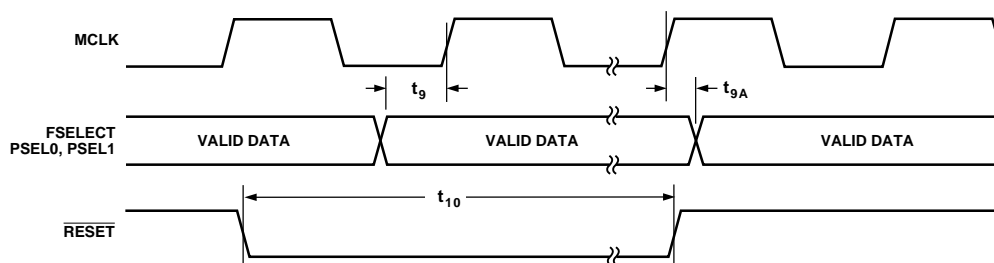 MCLK
t9
t9A
FSELECT
PSEL0, PSEL1
VALID DATA
VALID DATA
VALID DATA
t10
RESET